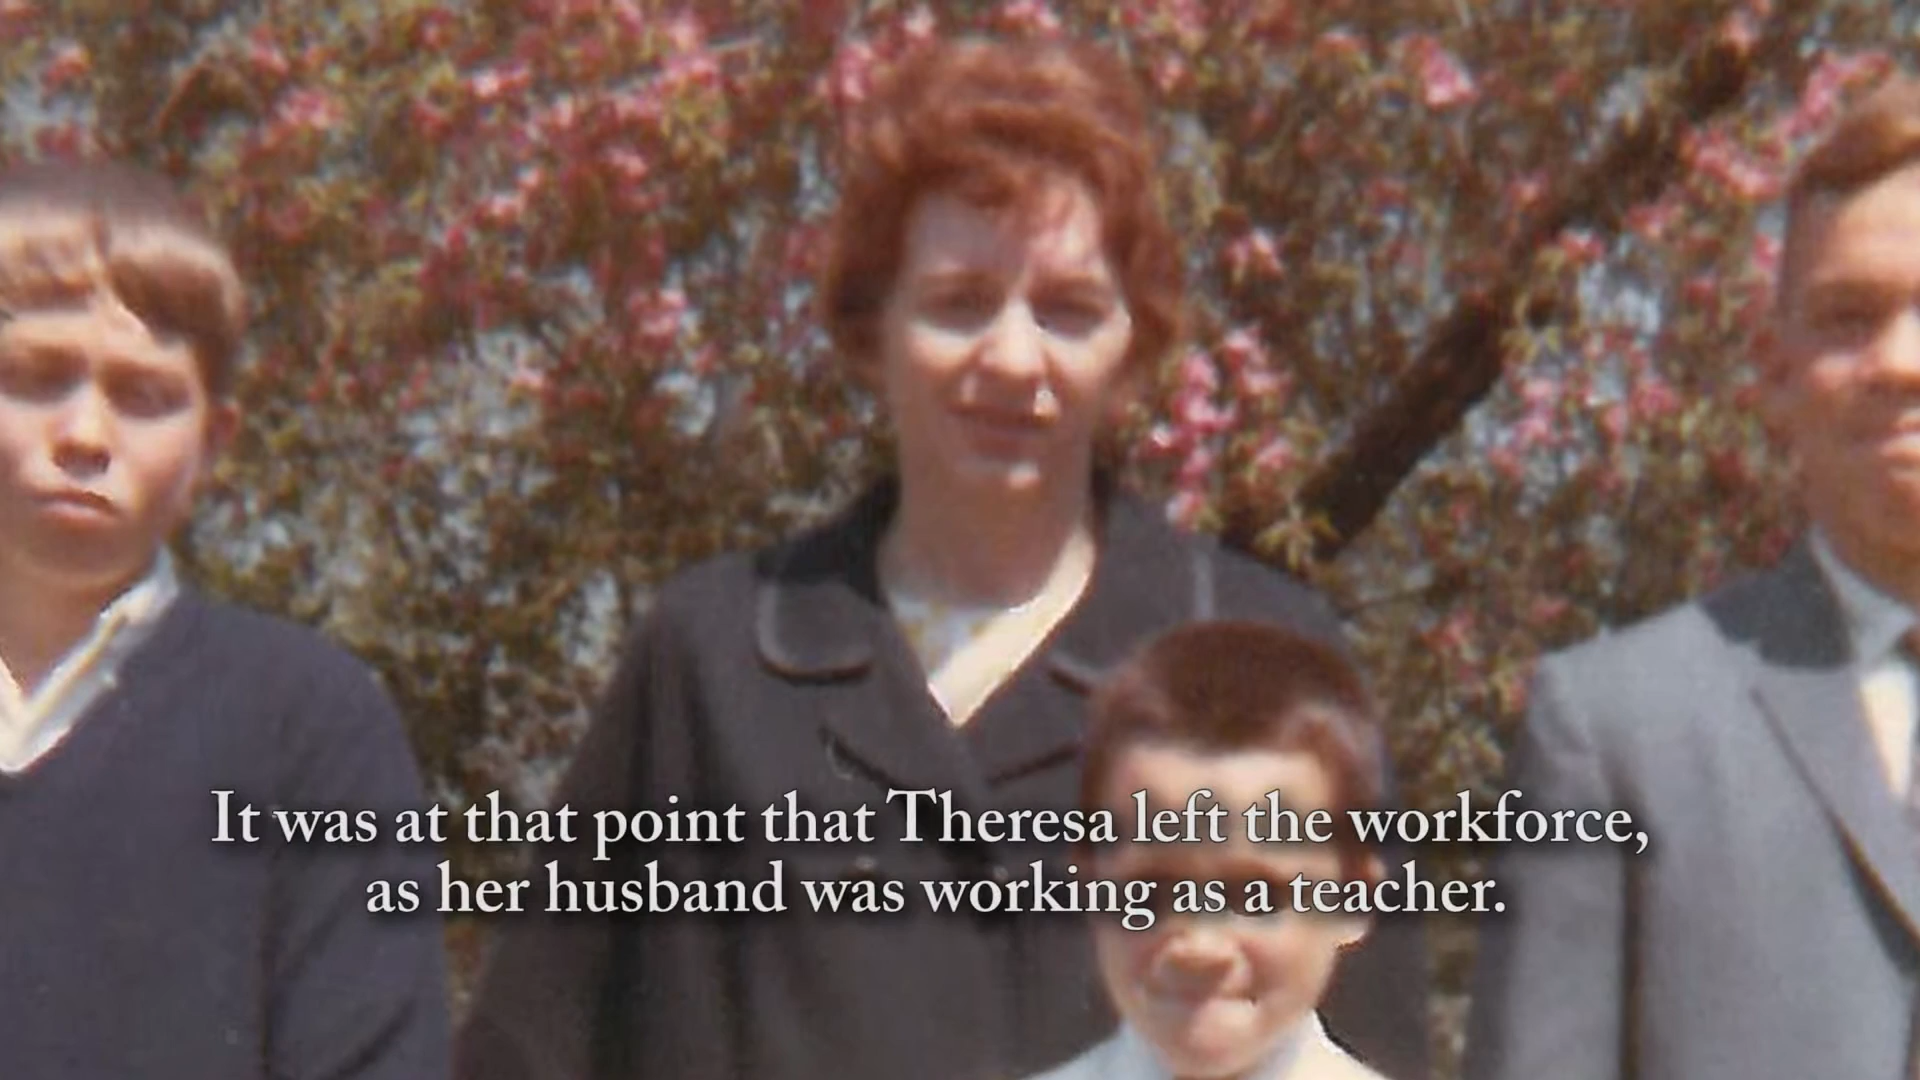 It was at that point that Theresa left the workforce,
as her husband was working as a teacher.